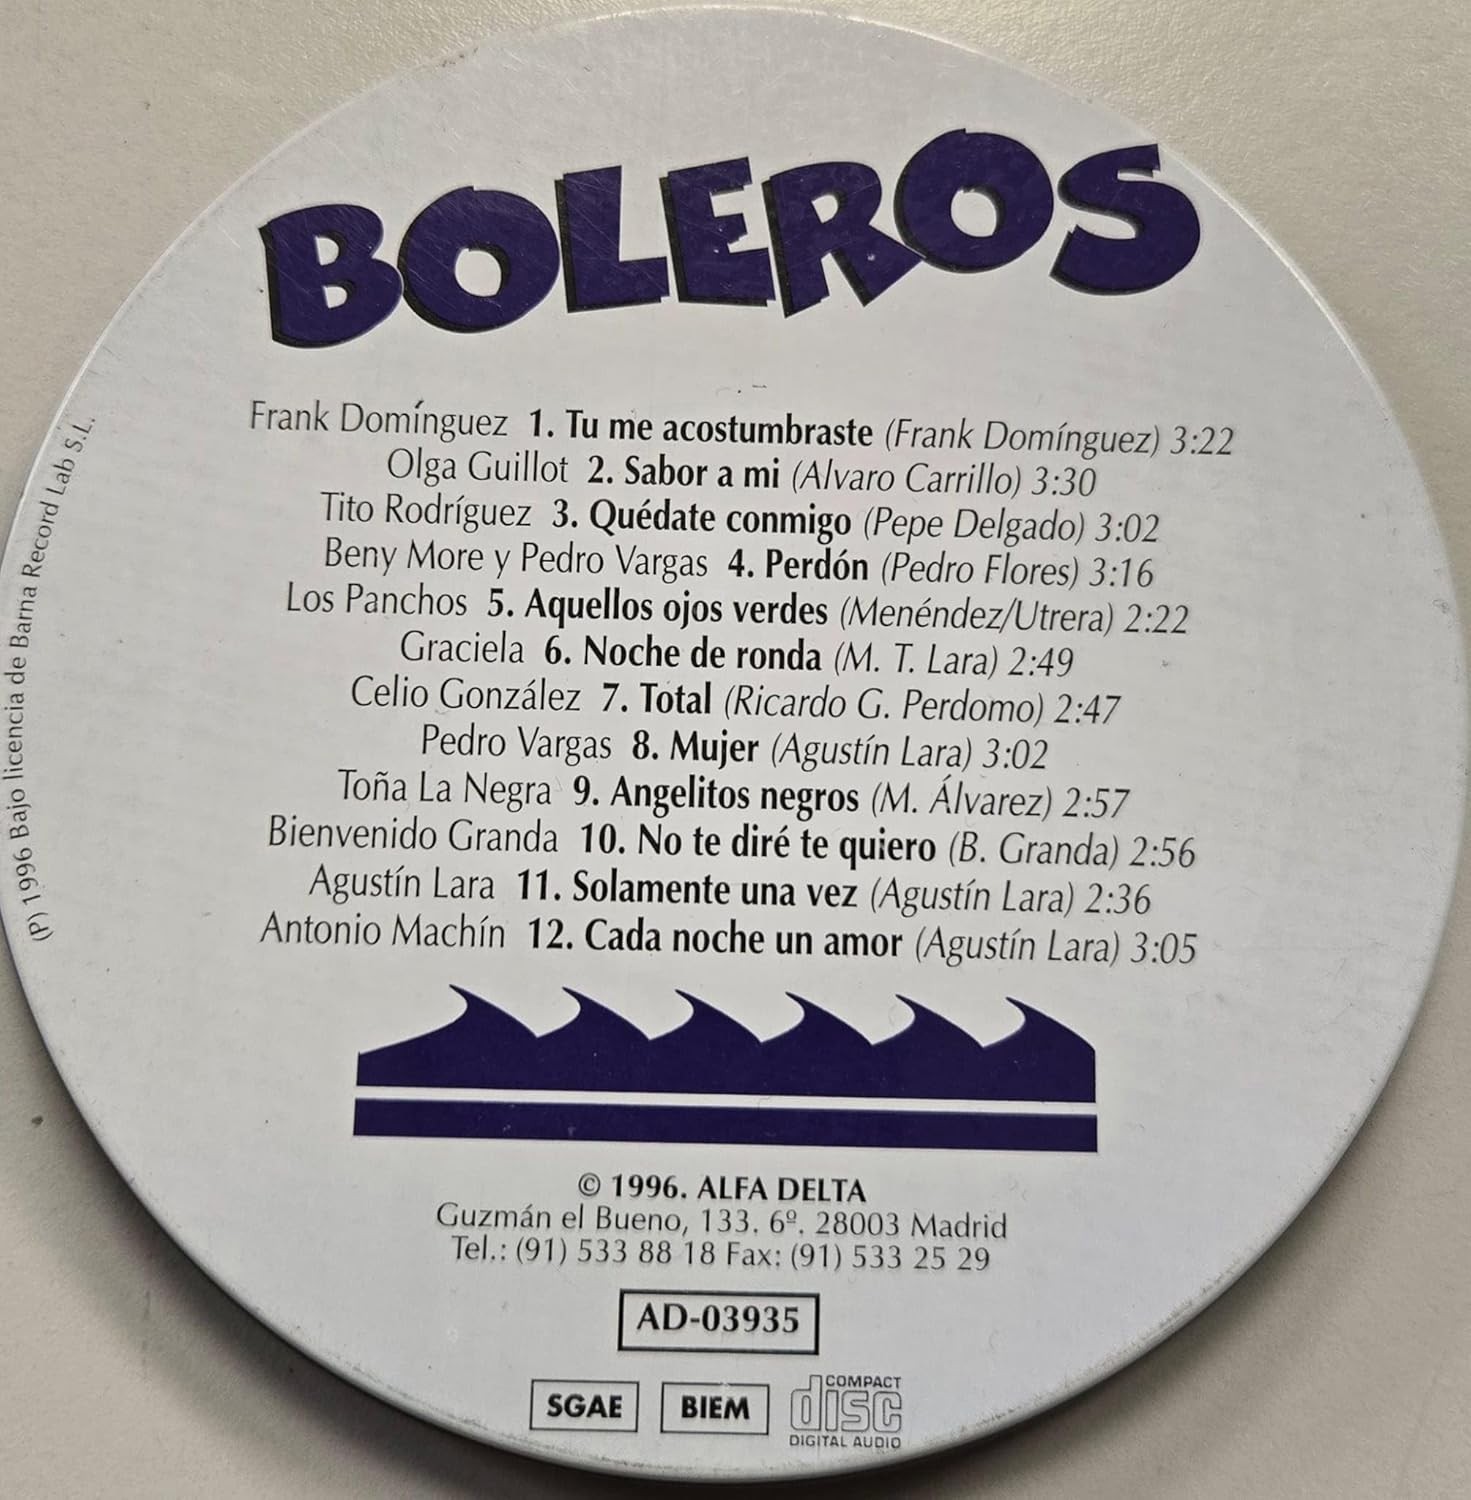 BOLEROS
Frank Domínguez 1. Tu me acostumbraste (Frank Domínguez) 3:22
Olga Guillot 2. Sabor a mi (Alvaro Carrillo) 3:30
Tito Rodríguez 3. Quédate conmigo (Pepe Delgado) 3:02
Beny More y Pedro Vargas 4. Perdón (Pedro Flores) 3:16
Los Panchos 5. Aquellos ojos verdes (Menéndez/Utrera) 2:22
Graciela 6. Noche de ronda (M. T. Lara) 2:49
Celio González 7. Total (Ricardo G. Perdomo) 2:47
Pedro Vargas 8. Mujer (Agustín Lara) 3:02
Toña La Negra 9. Angelitos negros (M. Álvarez) 2:57
Bienvenido Granda 10. No te diré te quiero (B. Granda) 2:56
Agustín Lara 11. Solamente una vez (Agustín Lara) 2:36
Antonio Machín 12. Cada noche un amor (Agustín Lara) 3:05
(P) 1996 Bajo licencia de Barna Record Lab S.L.
© 1996. ALFA DELTA
Guzmán el Bueno, 133. 6º. 28003 Madrid
Tel.: (91) 533 88 18 Fax: (91) 533 25 29
AD-03935
SGAE BIEM COMPACT
disc
DIGITAL AUDIO